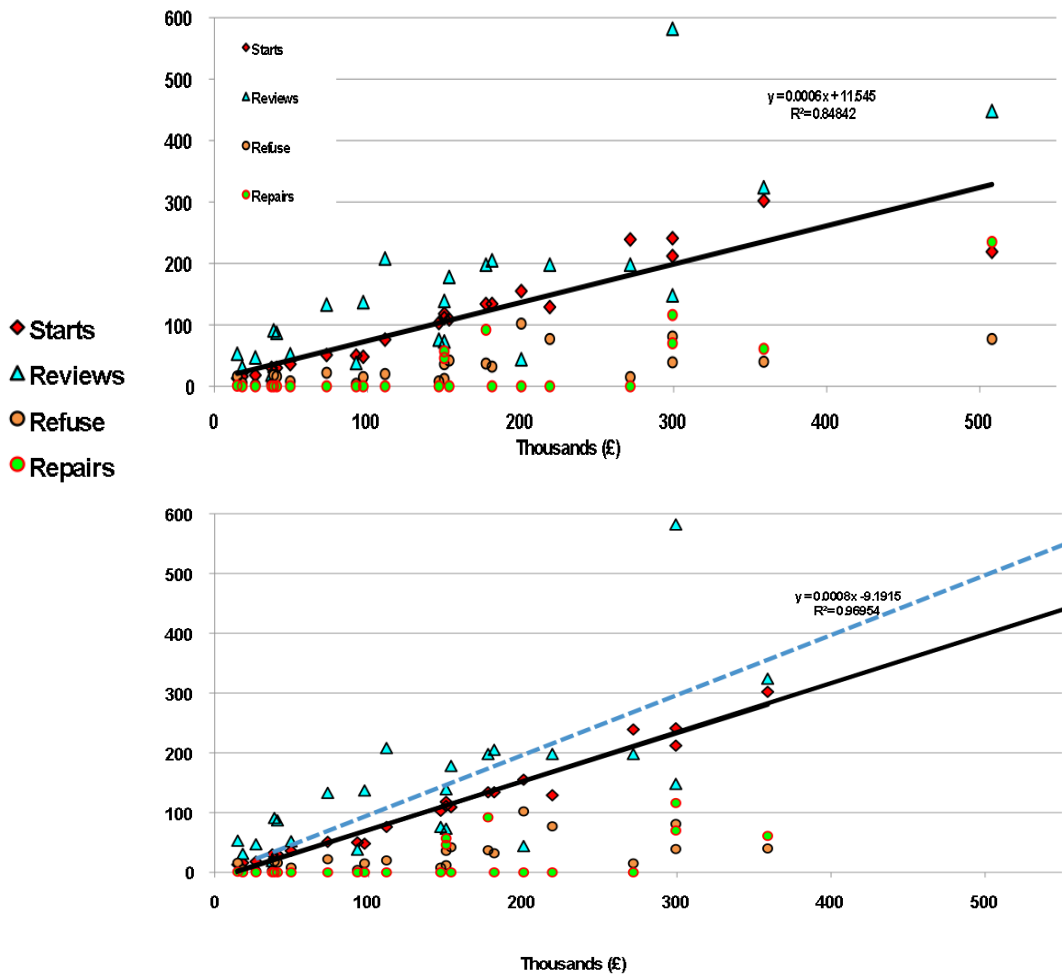 600
500
400
300
200
100
0
Starts
Reviews
Refuse
Repairs
y = 0.0006x + 11.545
R² = 0.84842
0
100
200
300
400
500
Thousands (£)
Starts
Reviews
Refuse
Repairs
600
500
400
300
200
100
0
y = 0.0008x -9.1915
R² = 0.96954
0
100
200
300
400
500
Thousands (£)